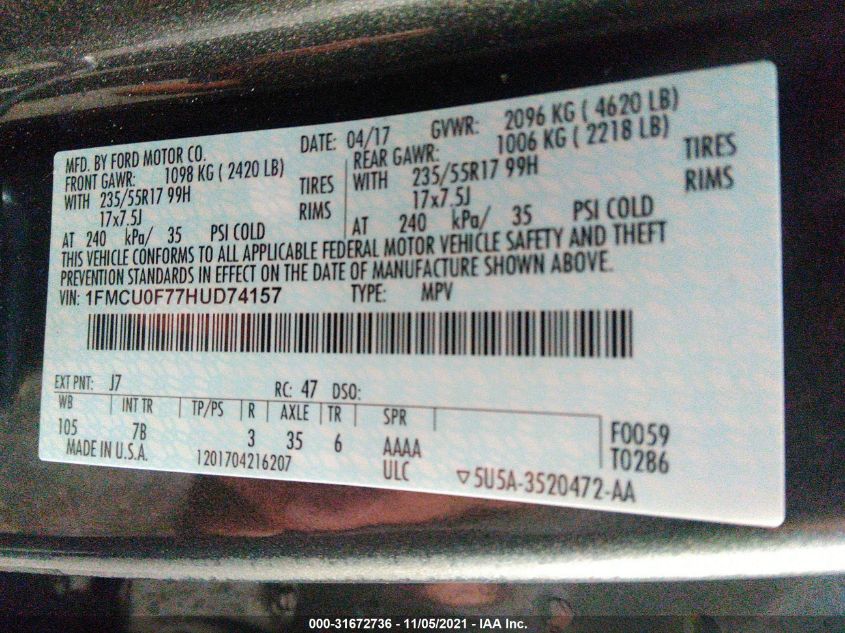 MFD. BY FORD MOTOR CO.
DATE: 04/17 GVWR: 2096 KG ( 4620 LB)
FRONT GAWR: 1098 KG ( 2420 LB)
WITH 235/55R17 99H TIRES
17x7.5J RIMS
AT 240 kPa/ 35 PSI COLD
REAR GAWR: 1006 KG ( 2218 LB)
WITH 235/55R17 99H TIRES
17x7.5J RIMS
AT 240 kPa/ 35 PSI COLD
THIS VEHICLE CONFORMS TO ALL APPLICABLE FEDERAL MOTOR VEHICLE SAFETY AND THEFT
PREVENTION STANDARDS IN EFFECT ON THE DATE OF MANUFACTURE SHOWN ABOVE.
VIN: 1FMCU0F77HUD74157 TYPE: MPV
EXT PNT: J7 RC: 47 DSO:
WB INT TR TP/PS R AXLE TR SPR
105 7B 3 35 6 AAAA
F0059
MADE IN U.S.A. 1201704216207 ULC
T0286
▽5U5A-3520472-AA
000-31672736 - 11/05/2021 - IAA Inc.